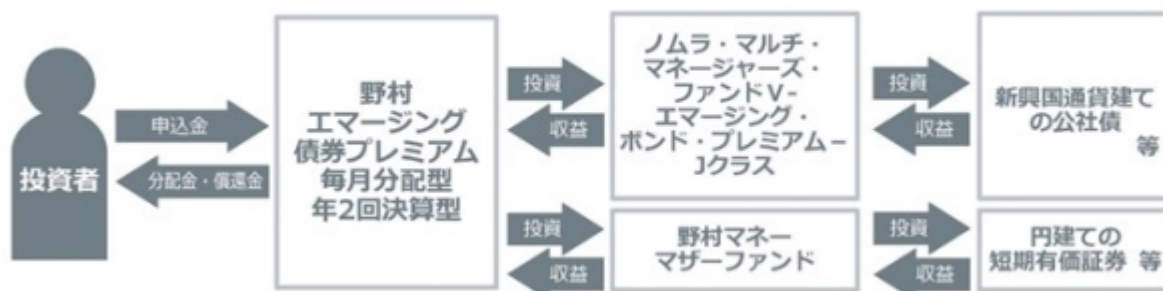 投資者
申込金
分配金・償還金
野村
エマージング
債券プレミアム
毎月分配型
年2回決算型
投資
収益
ノムラ・マルチ・
マネージャーズ・
ファンドⅤ-
エマージング・
ボンド・プレミアム－
Jクラス
投資
収益
新興国通貨建て
の公社債
等
投資
収益
野村マネー
マザーファンド
投資
収益
円建ての
短期有価証券 等